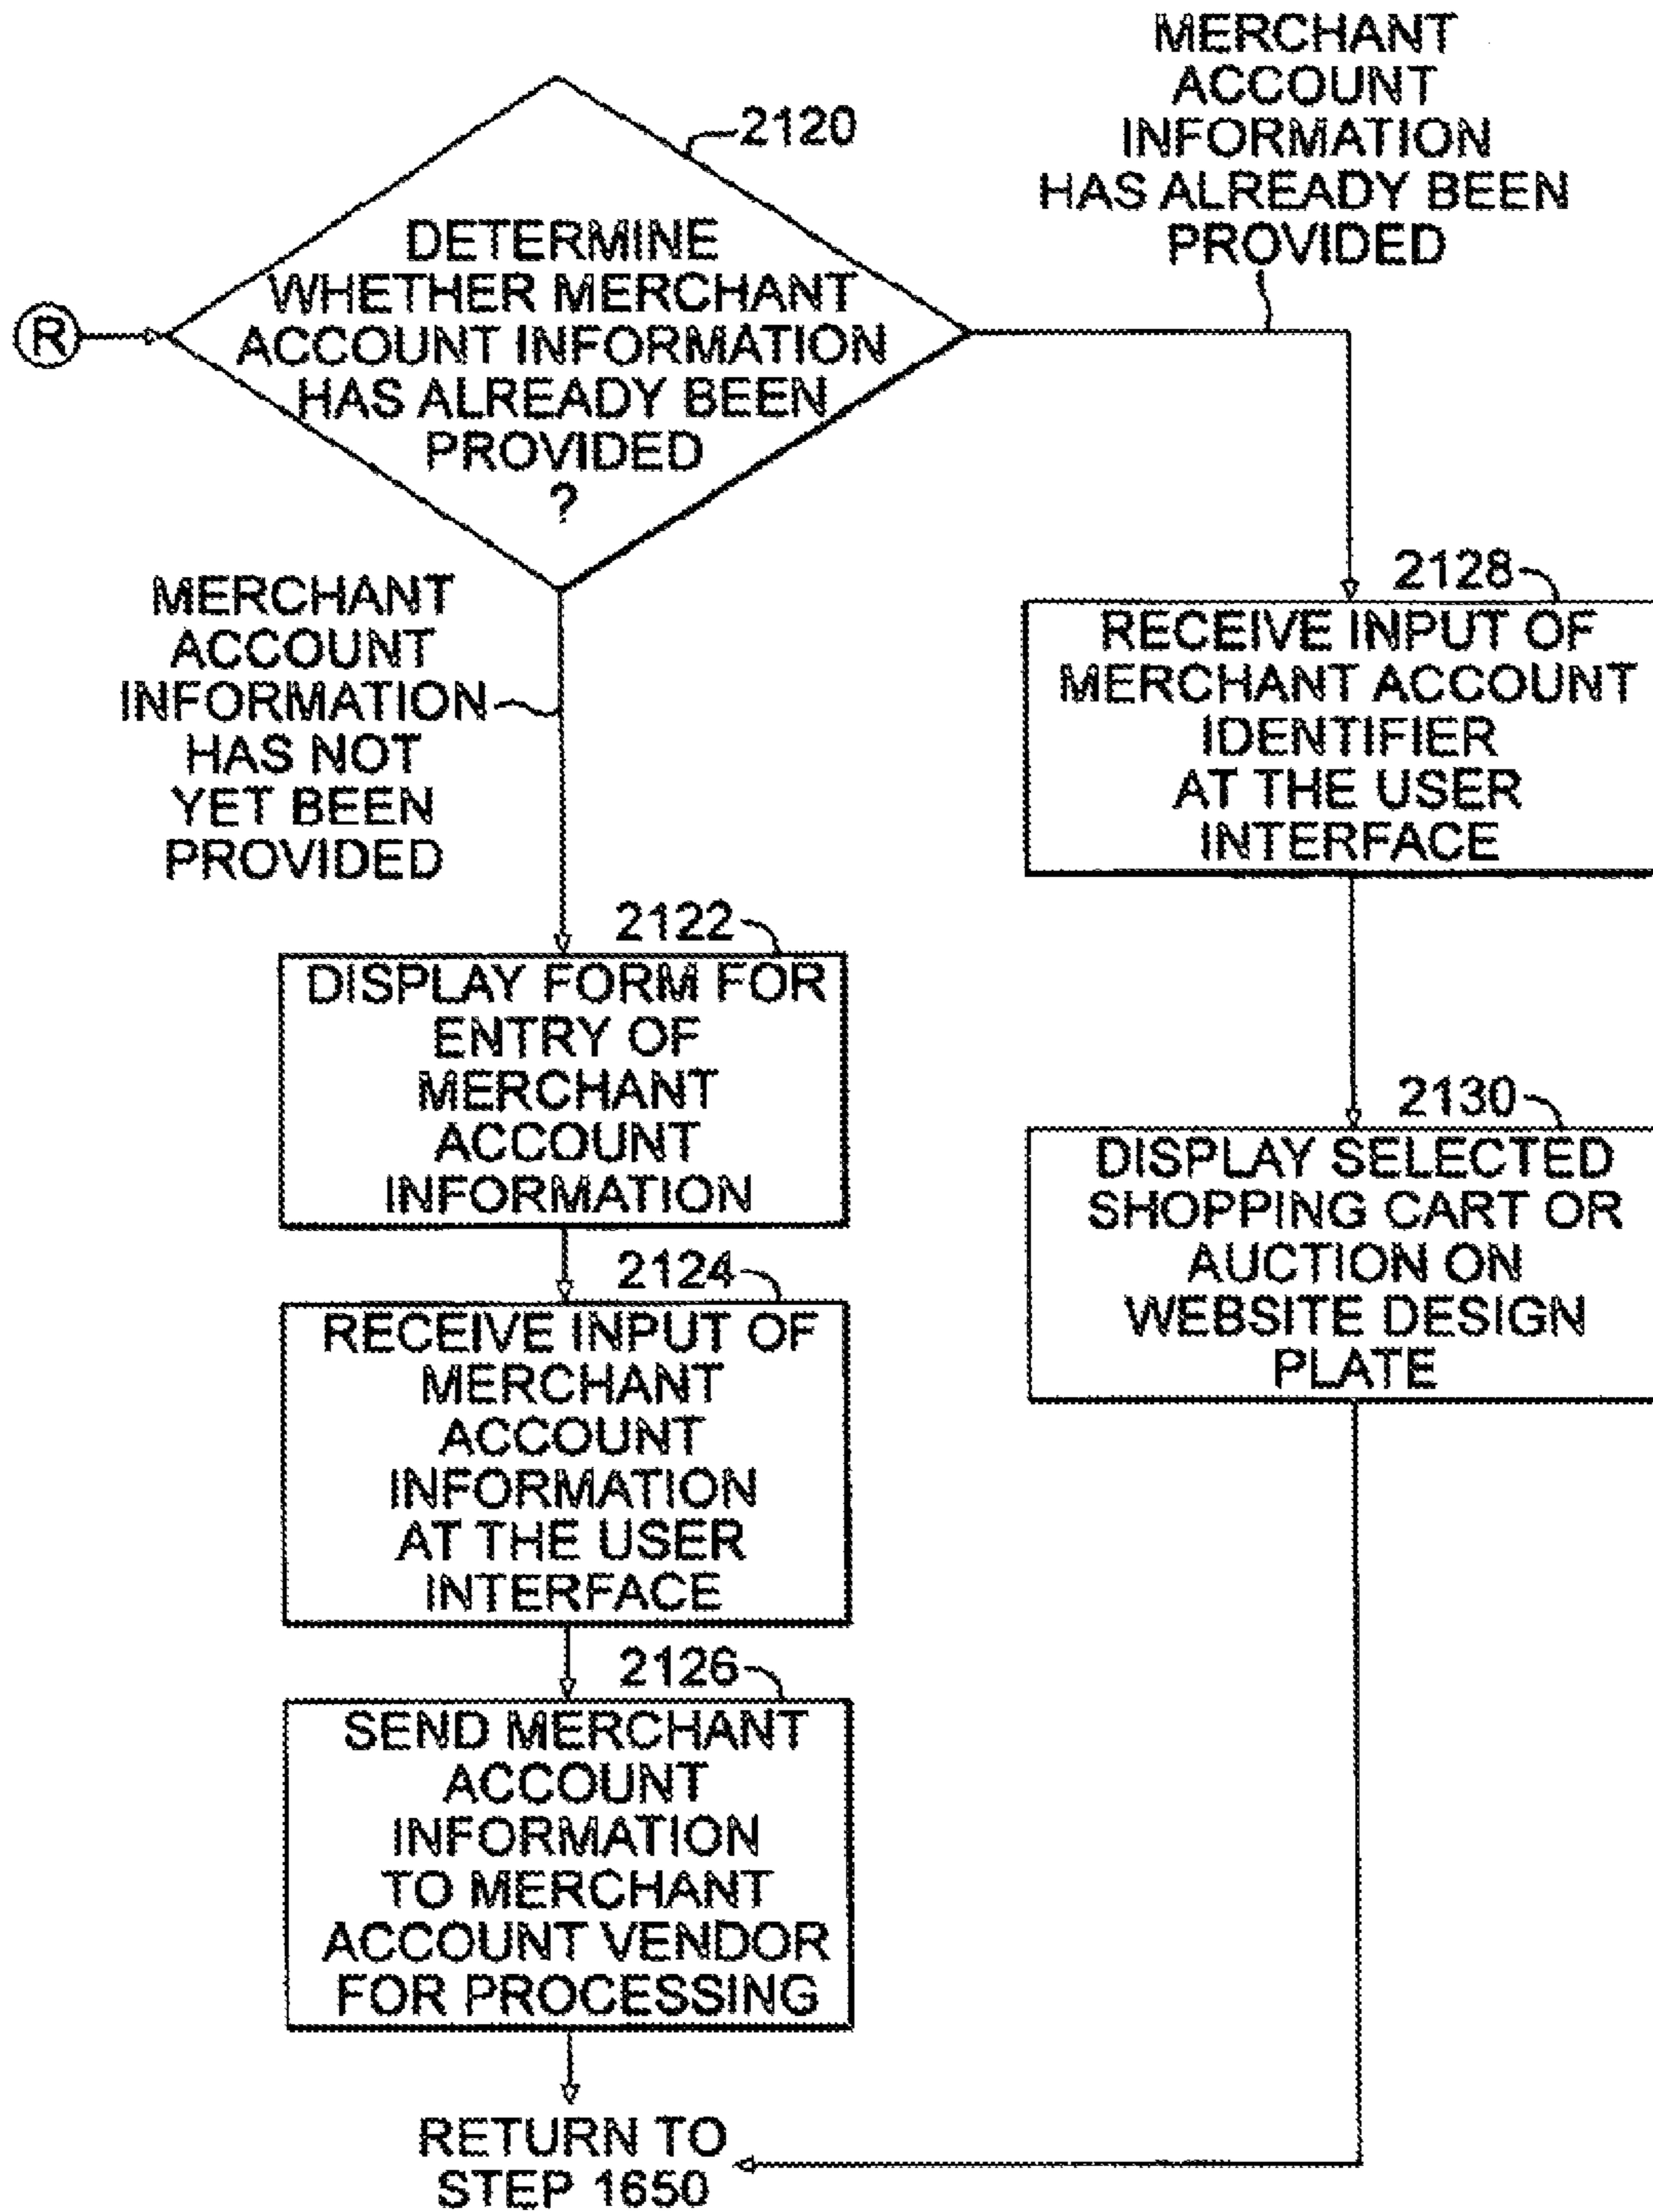 MERCHANT
ACCOUNT
INFORMATION
HAS ALREADY BEEN
PROVIDED
2120
DETERMINE
WHETHER MERCHANT
ACCOUNT INFORMATION
HAS ALREADY BEEN
PROVIDED
?
R
MERCHANT
ACCOUNT
INFORMATION
HAS NOT
YET BEEN
PROVIDED
2128
RECEIVE INPUT OF
MERCHANT ACCOUNT
IDENTIFIER
AT THE USER
INTERFACE
2122
DISPLAY FORM FOR
ENTRY OF
MERCHANT
ACCOUNT
INFORMATION
2130
DISPLAY SELECTED
SHOPPING CART OR
AUCTION ON
WEBSITE DESIGN
PLATE
2124
RECEIVE INPUT OF
MERCHANT
ACCOUNT
INFORMATION
AT THE USER
INTERFACE
2126
SEND MERCHANT
ACCOUNT
INFORMATION
TO MERCHANT
ACCOUNT VENDOR
FOR PROCESSING
RETURN TO
STEP 1650